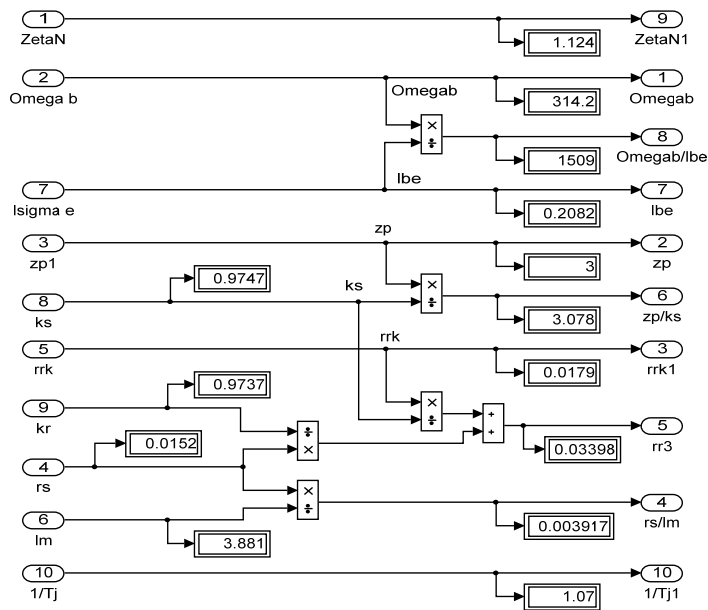 1 9
ZetaN ZetaN1
1.124
2 1
Omega b Omegab Omegab
314.2
× 8
÷ Omegab/lbe
1509
lbe
7 7
lsigma e lbe
0.2082
3 zp 2
zp1 zp
3
0.9747
8 ks × 6
ks ÷ zp/ks
3.078
5 rrk 3
rrk rrk1
0.0179
0.9737
9 ×
kr ÷ +
÷ + 5
0.0152 × rr3
0.03398
4
rs × 4
÷ rs/lm
6 0.003917
lm
3.881
10 10
1/Tj 1/Tj1
1.07